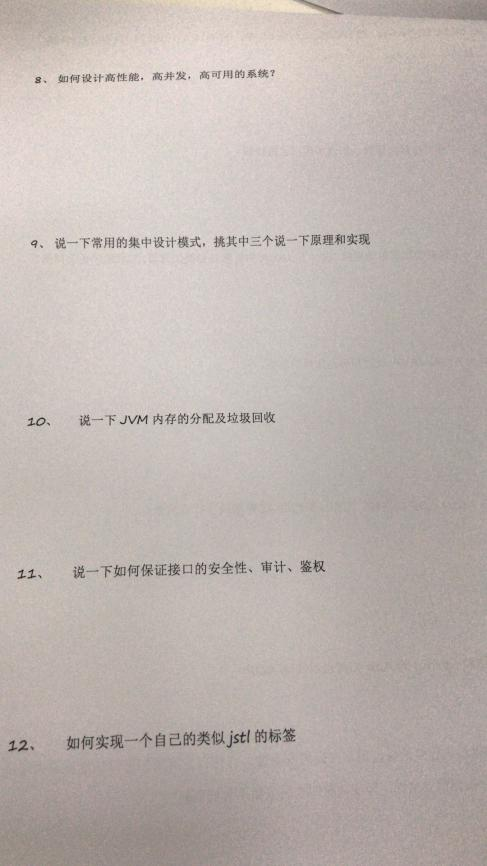 8、 如何设计高性能，高并发，高可用的系统？
9、说一下常用的集中设计模式，挑其中三个说一下原理和实现
10、 说一下 JVM 内存的分配及垃圾回收
11、 说一下如何保证接口的安全性、审计、鉴权
12、 如何实现一个自己的类似 jstl 的标签